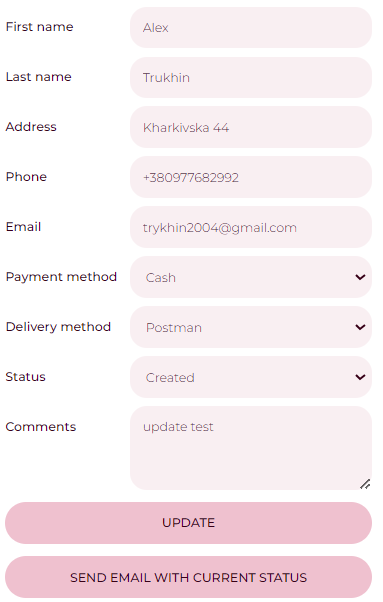 First name Alex
Last name Trukhin
Address Kharkivska 44
Phone +380977682992
Email trykhin2004@gmail.com
Payment method Cash
Delivery method Postman
Status Created
Comments update test
UPDATE
SEND EMAIL WITH CURRENT STATUS